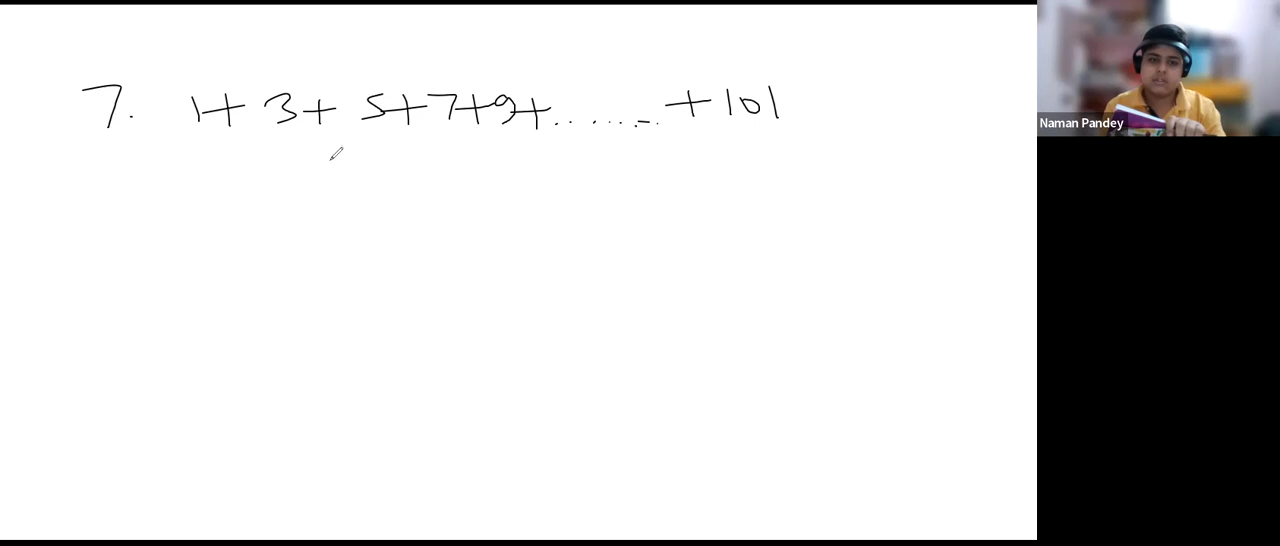 7. 1+ 3+ 5+7+9+........ +101
Naman Pandey